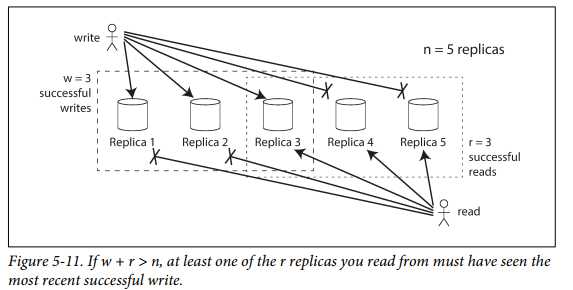 write
n = 5 replicas
w = 3
successful
writes
Replica 1
Replica 2
Replica 3
Replica 4
Replica 5
r = 3
successful
reads
read
Figure 5-11. If w + r > n, at least one of the r replicas you read from must have seen the
most recent successful write.